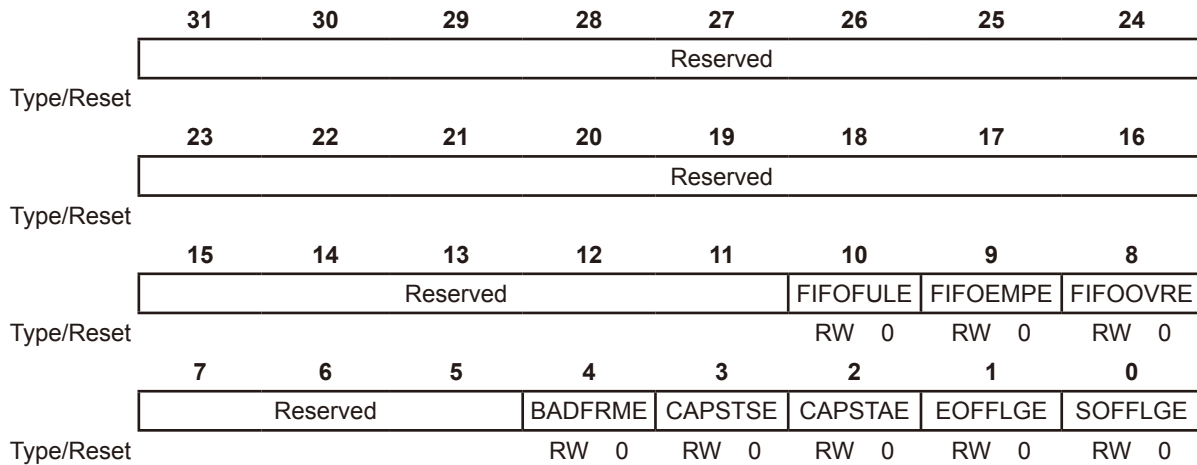 31 30 29 28 27 26 25 24
Reserved
Type/Reset
23 22 21 20 19 18 17 16
Reserved
Type/Reset
15 14 13 12 11 10 9 8
Reserved FIFOFULE FIFOEMPE FIFOOVRE
Type/Reset RW 0 RW 0 RW 0
7 6 5 4 3 2 1 0
Reserved BADFRME CAPSTSE CAPSTAE EOFFLGE SOFFLGE
Type/Reset RW 0 RW 0 RW 0 RW 0 RW 0